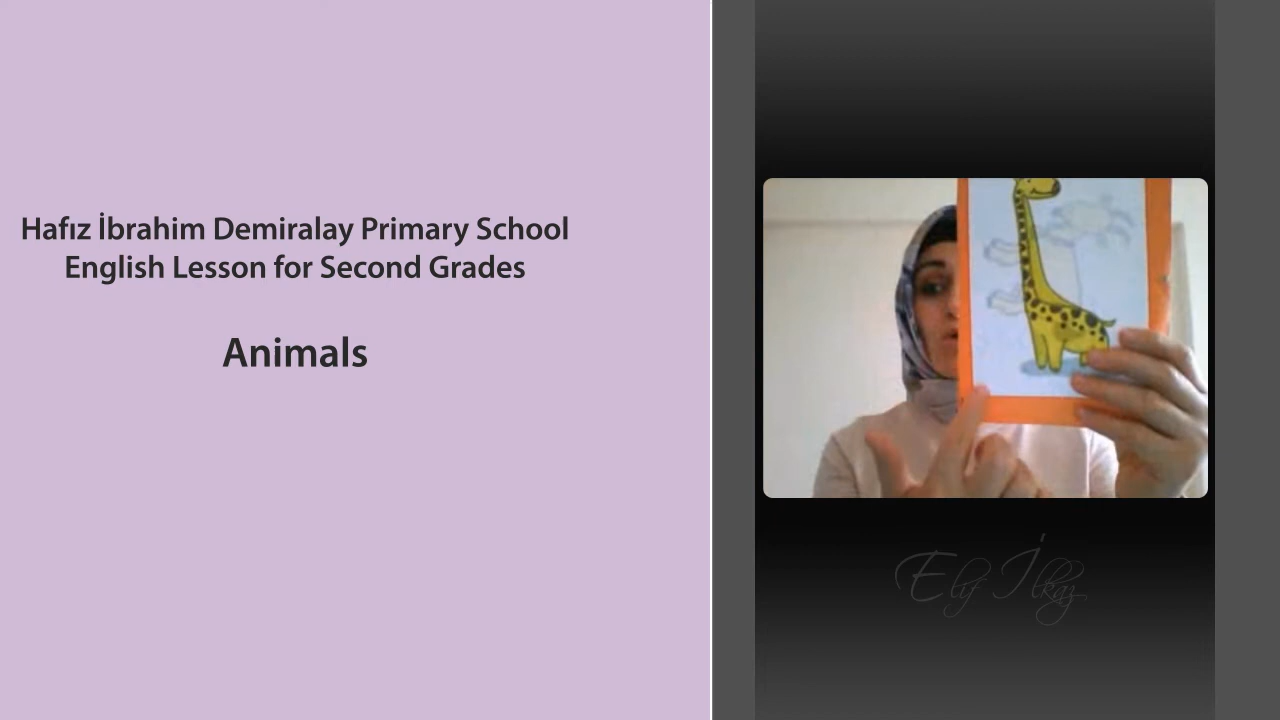 Hafız İbrahim Demiralay Primary School
English Lesson for Second Grades
Animals
Elif İlkaz